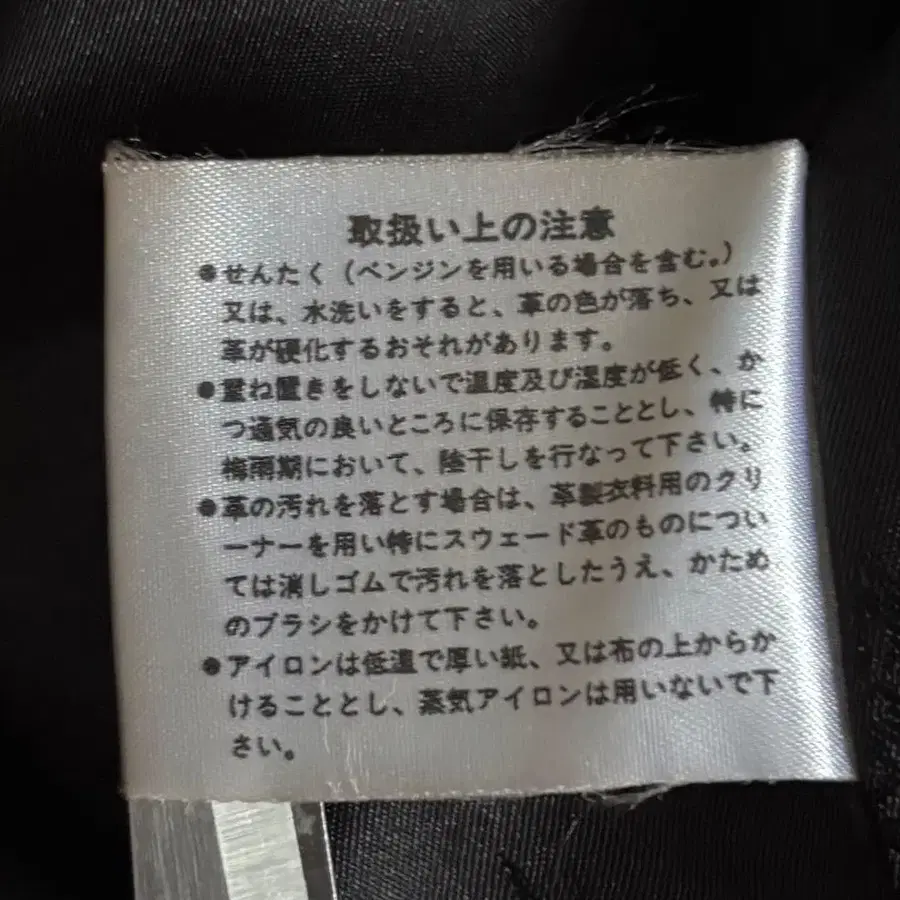 取扱い上の注意
●せんたく（ベンジンを用いる場合を含む。）
又は、水洗いをすると、革の色が落ち、又は
革が硬化するおそれがあります。
●重ね置きをしないで温度及び湿度が低く、か
つ通気の良いところに保存することとし、特に
梅雨期において、陰干しを行なって下さい。
●革の汚れを落とす場合は、革製衣料用のクリ
ーナーを用い特にスウェード革のものについ
ては消しゴムで汚れを落としたうえ、かため
のブラシをかけて下さい。
●アイロンは低温で厚い紙、又は布の上からか
けることとし、蒸気アイロンは用いないで下
さい。